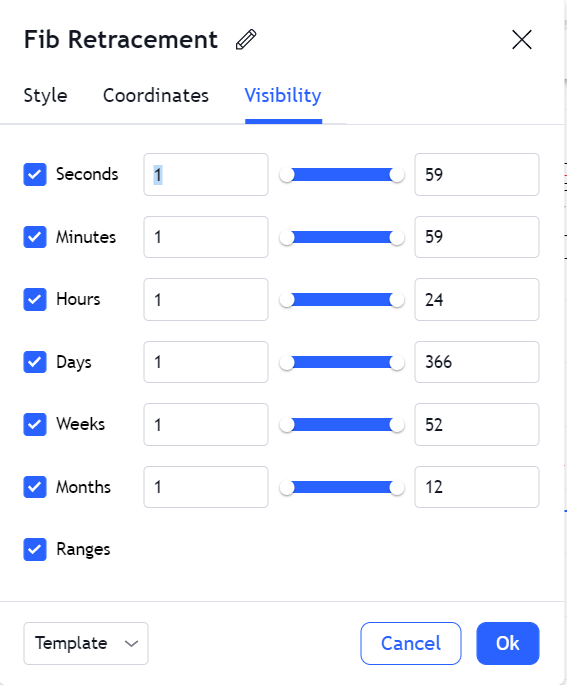 Fib Retracement
Style Coordinates Visibility
Seconds 1 59
Minutes 1 59
Hours 1 24
Days 1 366
Weeks 1 52
Months 1 12
Ranges
Template Cancel Ok